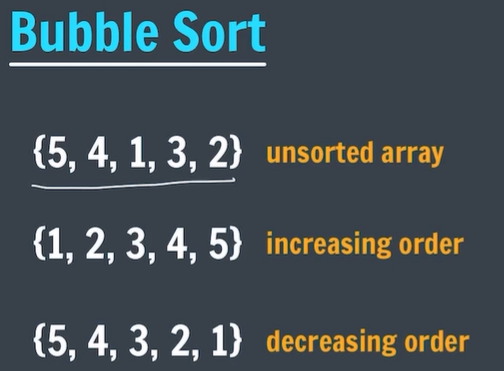 Bubble Sort
{5, 4, 1, 3, 2} unsorted array
{1, 2, 3, 4, 5} increasing order
{5, 4, 3, 2, 1} decreasing order